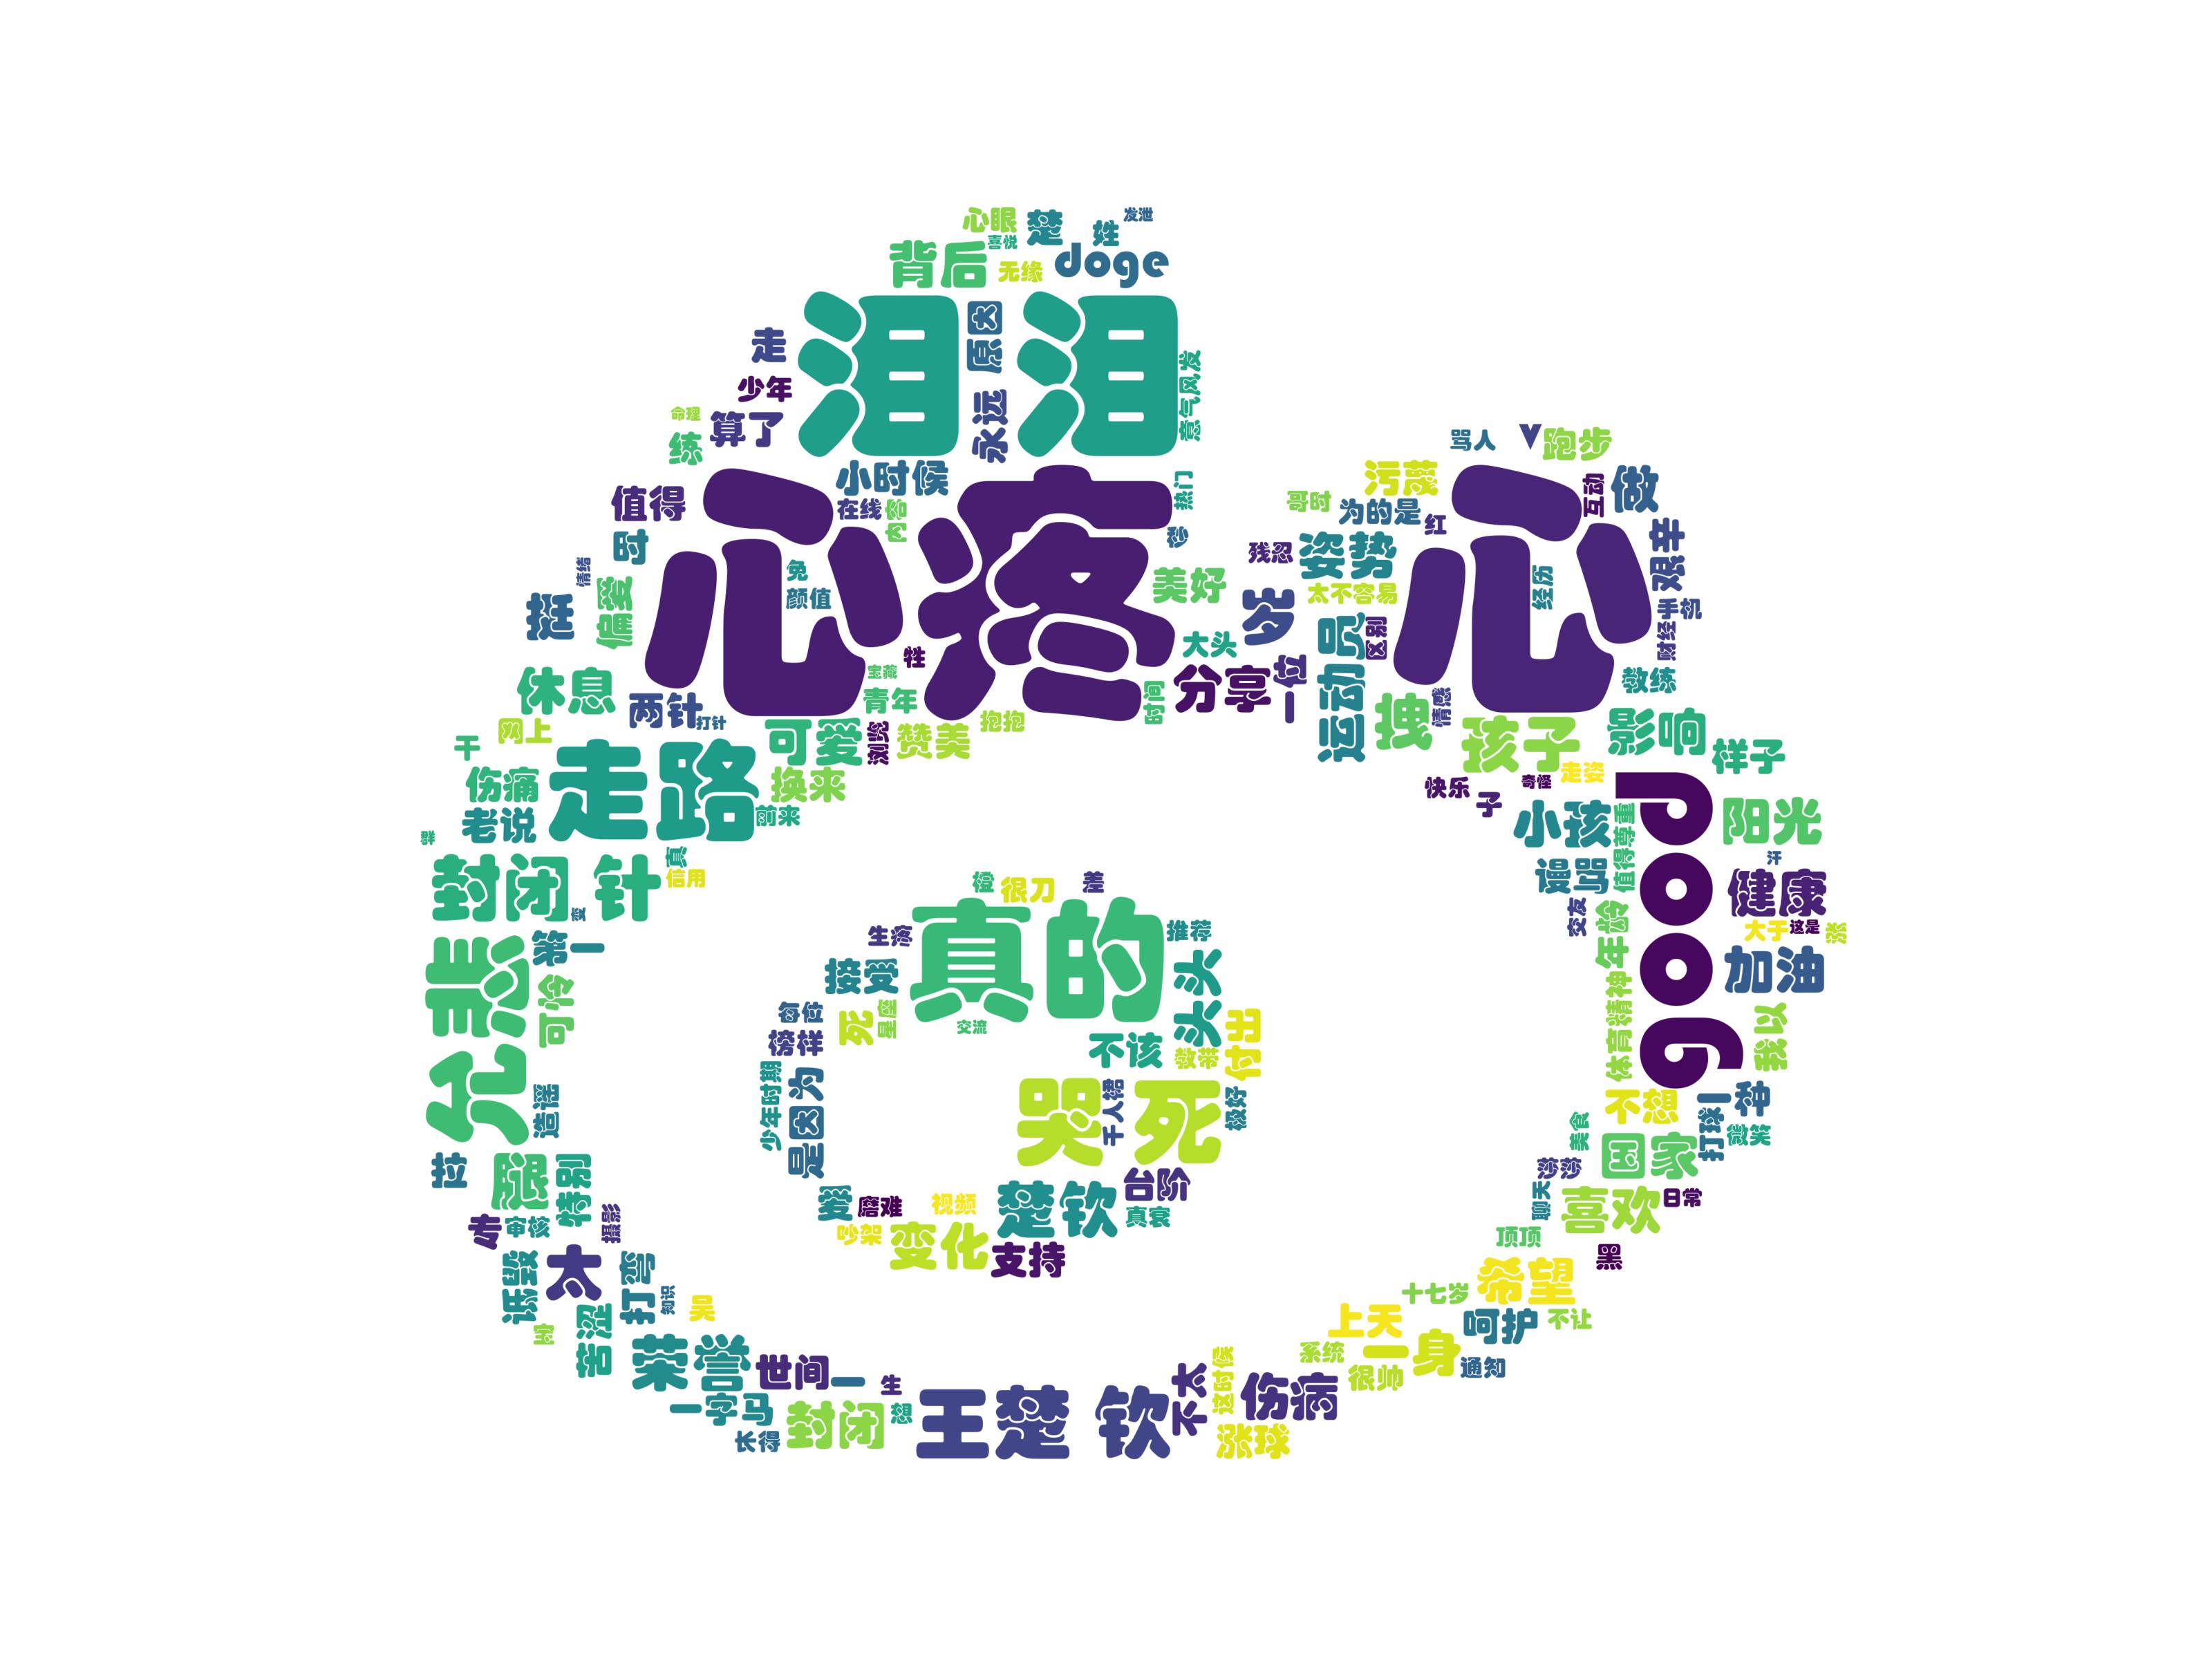 心眼
楚
姓
发泄
喜悦
背后
无缘
doge
泪泪
原因
走
少年
意气风发
命理
算了
永远
练
骂人
V
跑步
小时候
污蔑
心疼
心
热门
互动
做
值得
在线
内容
哥时
为的是
红
时
艰辛
残忍
姿势
情绪
免
颜值
美好
太不容易
经历
偏爱
挺
岁
手机
运动员
区别
财经
大头
牲
宝藏
分享
一位
教练
休息
两针
打针
青年
时间
抱抱
拽
情感
孩子
影响
网上
干
可爱
浏览
赞美
样子
走路
伤痛
换来
快乐
子
奇怪
走姿
good
老说
前来
小孩
值得尊重
阳光
群
真
汗
封闭
针
信用
谩骂
健康
变
橙
很刀
差
交友
年龄
大于
这是
涨
悲
第一
生疼
真的
推荐
接受
头头
加油
可怜
体育精神
每位
死
星座
交流
我以
榜样
不该
教带
付出
允
造谣
少年时期
是因为
哭死
千人锆
极好
不想
一种
美食
打球
微笑
国家
拉
腿
特别
台阶
莎莎
爱
磨难
视频
楚钦
真衰
聊天
喜欢
日常
专
审核
摄影
吵架
变化
支持
顶顶
黑
诋毁
太
打弯
希望
知识
吴
十七岁
宝
苦涩
上天
呵护
不让
荣誉
世间
一
生
系统
一身
很帅
通知
不太
这时候
伤病
一字马
封闭
想
王楚
钦
长得
涨球